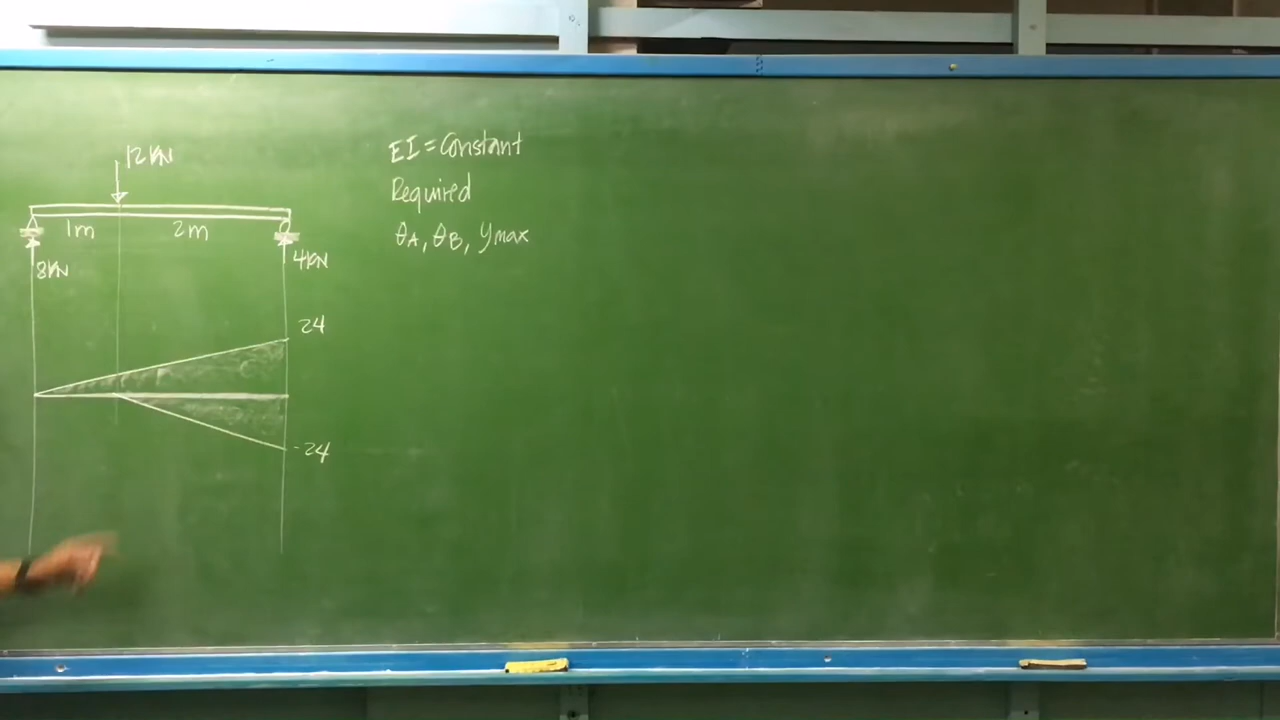 12KN
1m
2m
8KN
4KN
24
-24
EI = Constant
Required
θA, θB, ymax